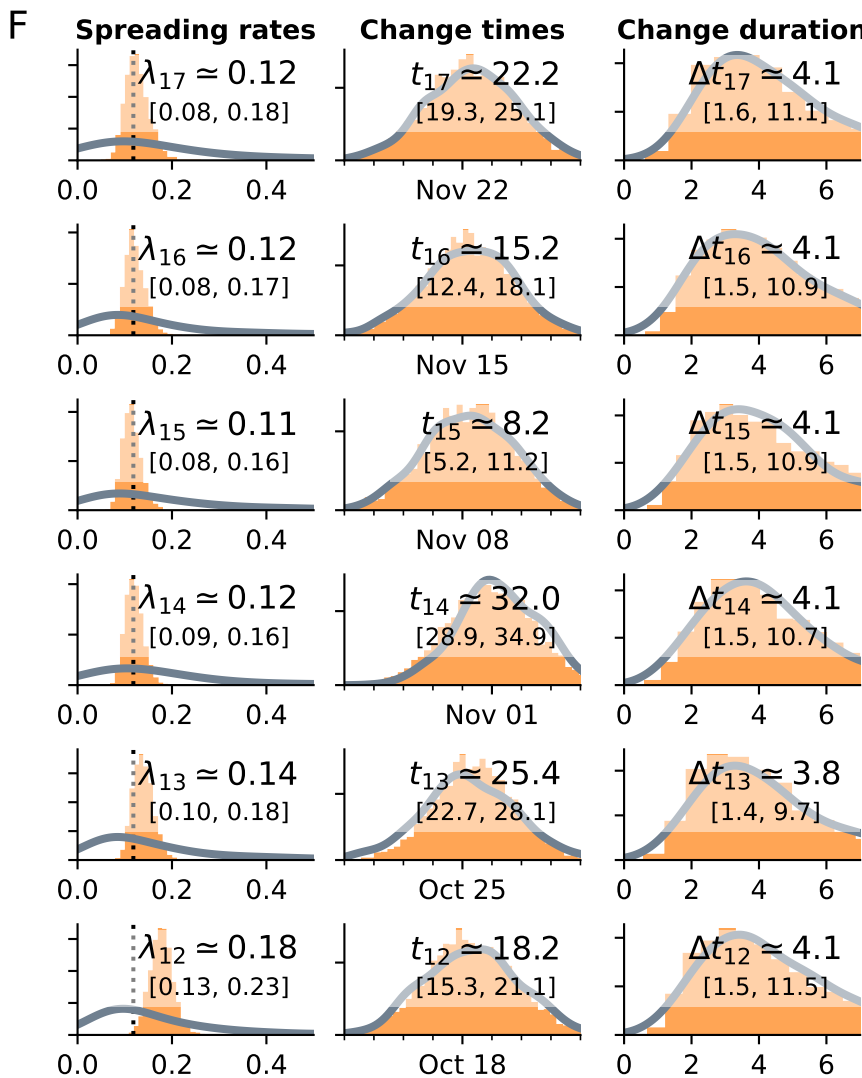 F
Spreading rates Change times Change duration
λ17 ≃ 0.12 t17 ≃ 22.2 Δt17 ≃ 4.1
[0.08, 0.18] [19.3, 25.1] [1.6, 11.1]
0.0 0.2 0.4 Nov 22 0 2 4 6
λ16 ≃ 0.12 t16 ≃ 15.2 Δt16 ≃ 4.1
[0.08, 0.17] [12.4, 18.1] [1.5, 10.9]
0.0 0.2 0.4 Nov 15 0 2 4 6
λ15 ≃ 0.11 t15 ≃ 8.2 Δt15 ≃ 4.1
[0.08, 0.16] [5.2, 11.2] [1.5, 10.9]
0.0 0.2 0.4 Nov 08 0 2 4 6
λ14 ≃ 0.12 t14 ≃ 32.0 Δt14 ≃ 4.1
[0.09, 0.16] [28.9, 34.9] [1.5, 10.7]
0.0 0.2 0.4 Nov 01 0 2 4 6
λ13 ≃ 0.14 t13 ≃ 25.4 Δt13 ≃ 3.8
[0.10, 0.18] [22.7, 28.1] [1.4, 9.7]
0.0 0.2 0.4 Oct 25 0 2 4 6
λ12 ≃ 0.18 t12 ≃ 18.2 Δt12 ≃ 4.1
[0.13, 0.23] [15.3, 21.1] [1.5, 11.5]
0.0 0.2 0.4 Oct 18 0 2 4 6